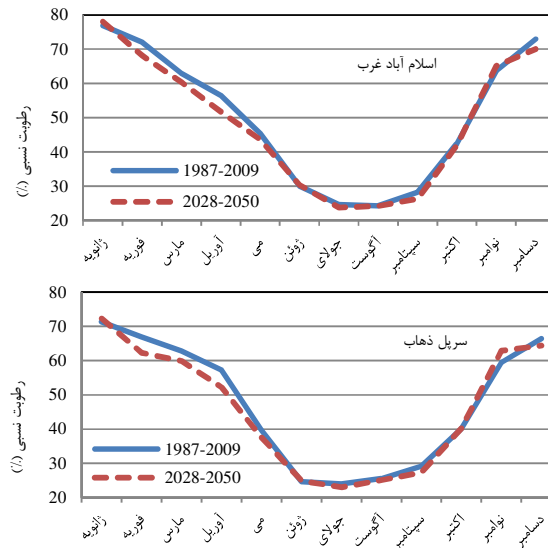 80
70
60
50
40
30
20
رطوبت نسبی (٪)
اسلام آباد غرب
1987-2009
2028-2050
ژانویه
فوریه
مارس
آوریل
می
ژوئن
جولای
آگوست
سپتامبر
اکتبر
نوامبر
دسامبر
80
70
60
50
40
30
20
رطوبت نسبی (٪)
سرپل ذهاب
1987-2009
2028-2050
ژانویه
فوریه
مارس
آوریل
می
ژوئن
جولای
آگوست
سپتامبر
اکتبر
نوامبر
دسامبر